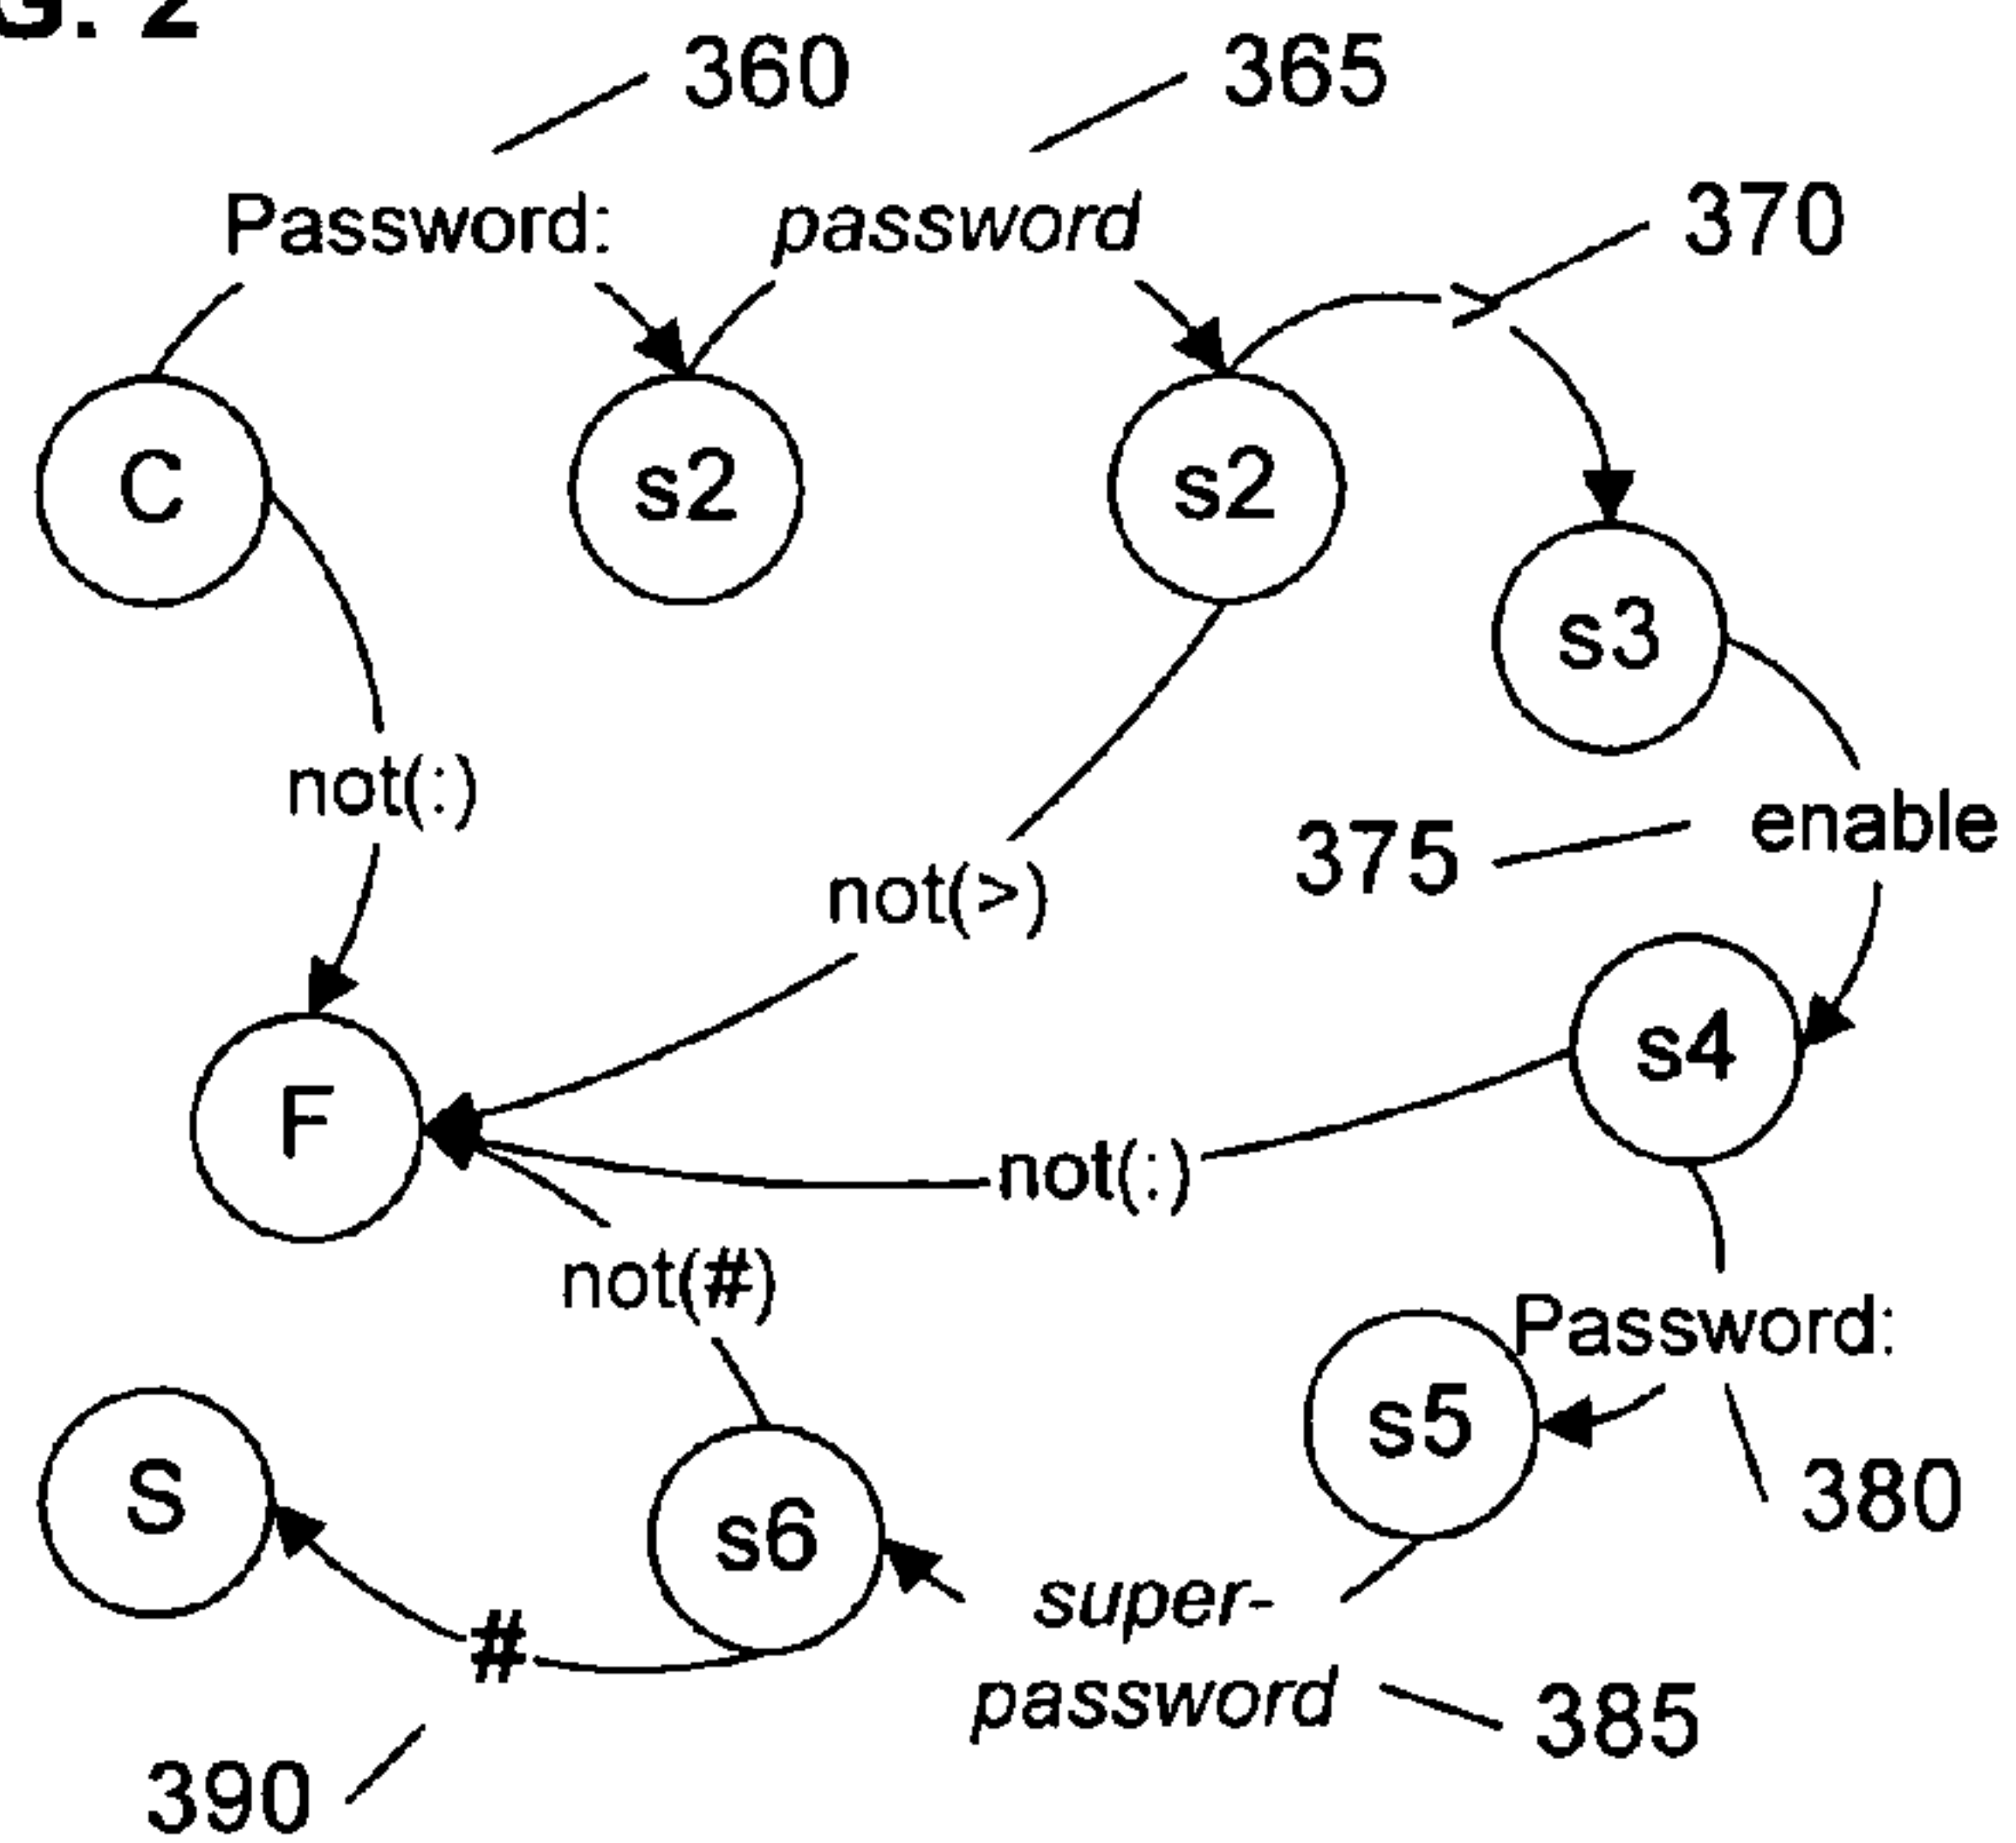 G. 2
360
365
Password:
password
370
>
C
s2
s2
s3
not(:)
375
enable
not(>)
s4
F
not(:)
not(#)
Password:
s5
S
s6
380
super-
password
#
385
390